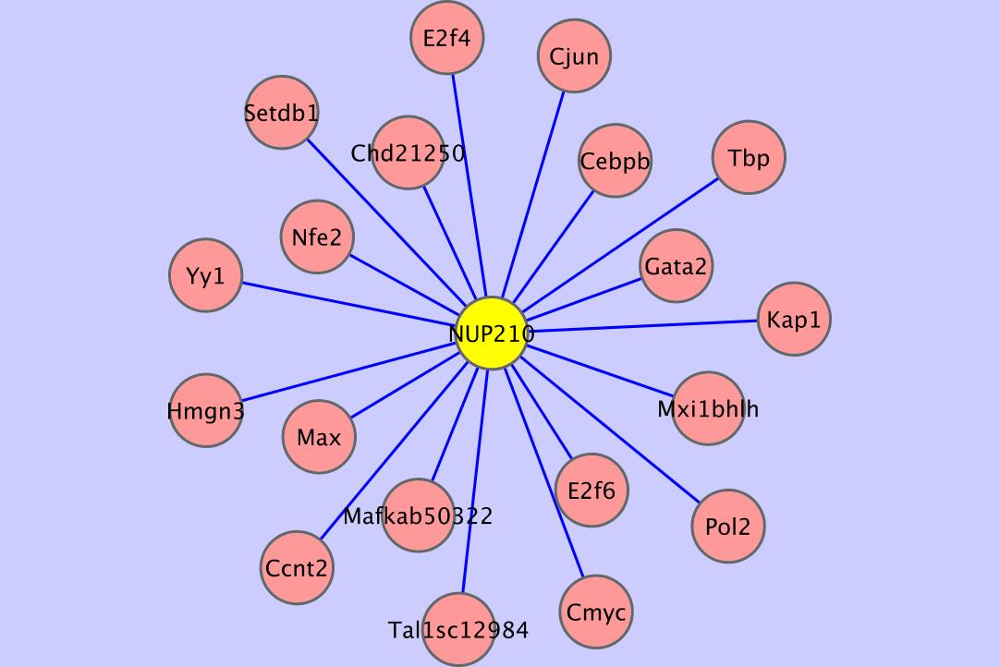 E2f4
Cjun
Setdb1
Chd21250
Cebpb
Tbp
Nfe2
Gata2
Yy1
Kap1
NUP210
Hmgn3
Mxi1bhlh
Max
E2f6
Mafkab50322
Pol2
Ccnt2
Cmyc
Tal1sc12984